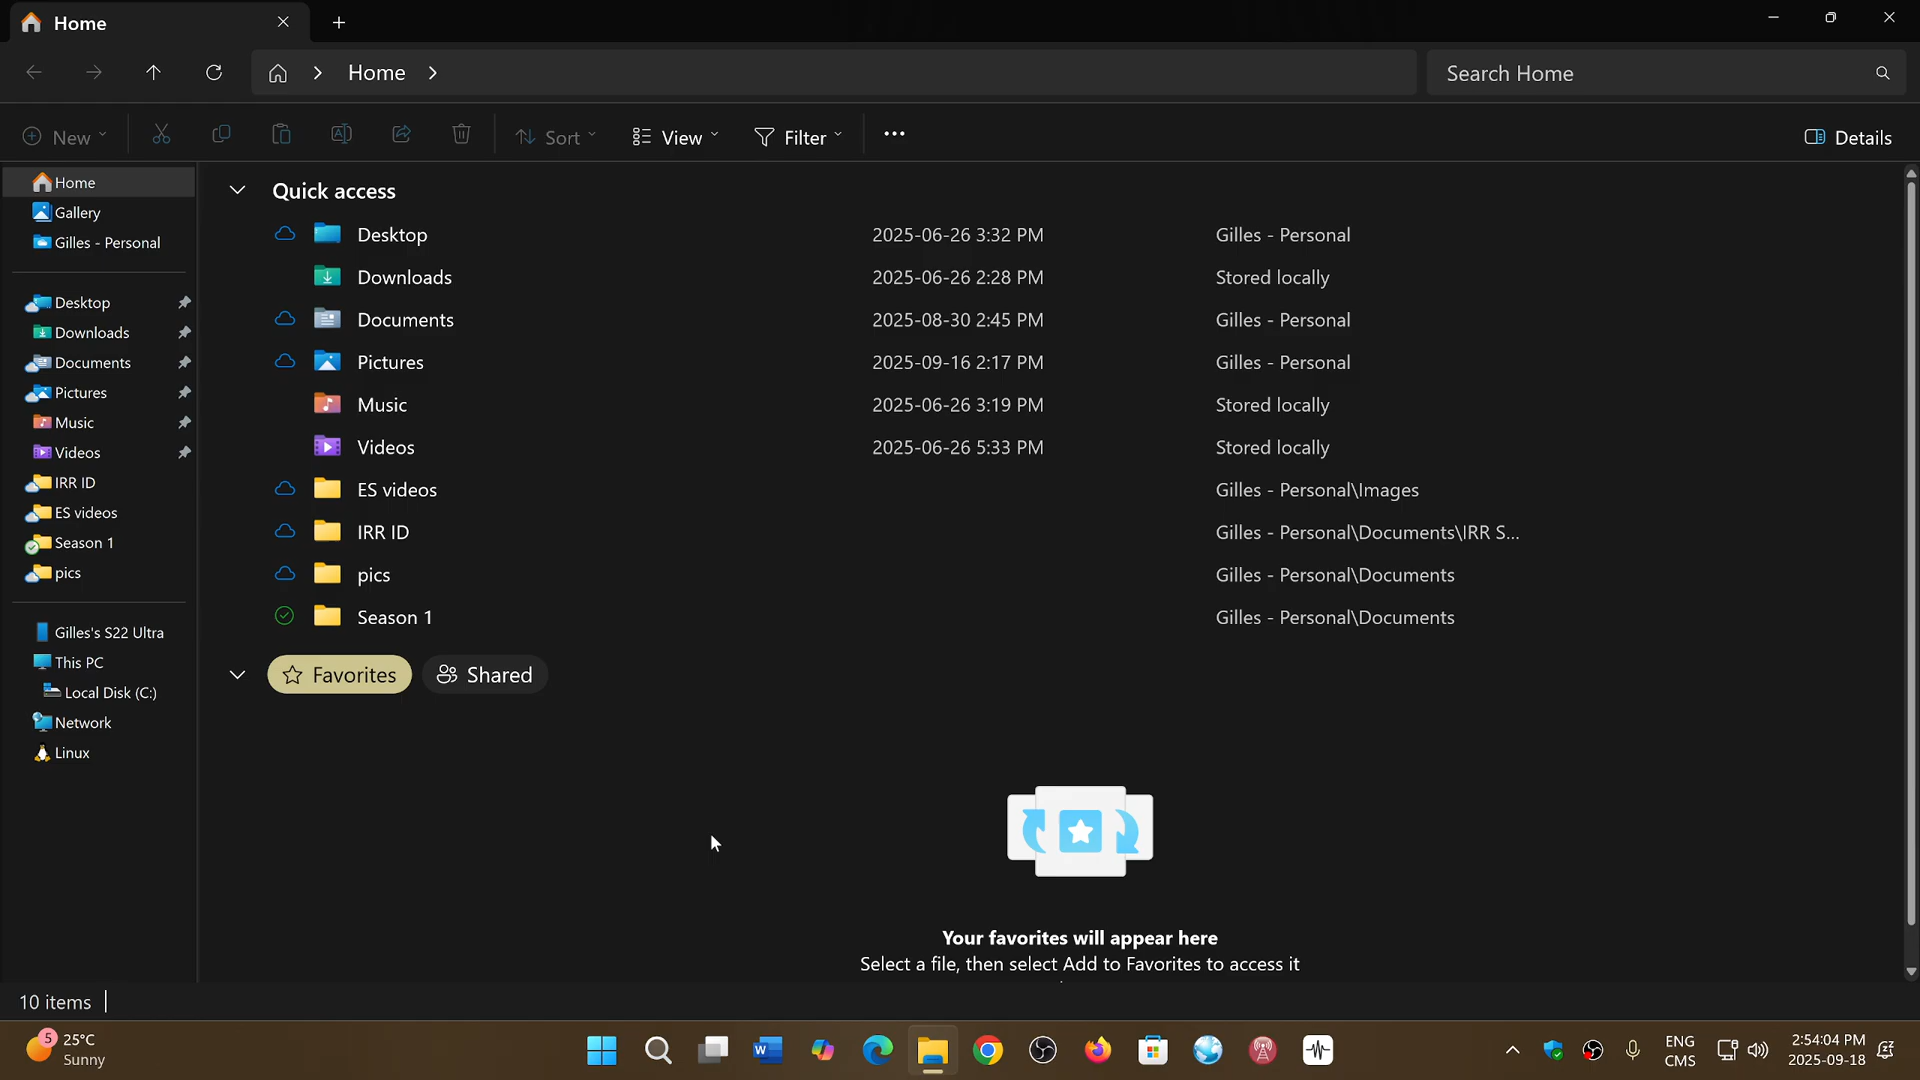 Home
Home
Search Home
New
Sort
View
Filter
Details
Home
Gallery
Gilles - Personal
Desktop
Downloads
Documents
Pictures
Music
Videos
IRR ID
ES videos
Season 1
pics
Gilles's S22 Ultra
This PC
Local Disk (C:)
Network
Linux
Quick access
Desktop 2025-06-26 3:32 PM Gilles - Personal
Downloads 2025-06-26 2:28 PM Stored locally
Documents 2025-08-30 2:45 PM Gilles - Personal
Pictures 2025-09-16 2:17 PM Gilles - Personal
Music 2025-06-26 3:19 PM Stored locally
Videos 2025-06-26 5:33 PM Stored locally
ES videos Gilles - Personal\Images
IRR ID Gilles - Personal\Documents\IRR S...
pics Gilles - Personal\Documents
Season 1 Gilles - Personal\Documents
Favorites Shared
Your favorites will appear here
Select a file, then select Add to Favorites to access it
10 items
5
25°C
Sunny
W
ENG
CMS
2:54:04 PM
2025-09-18